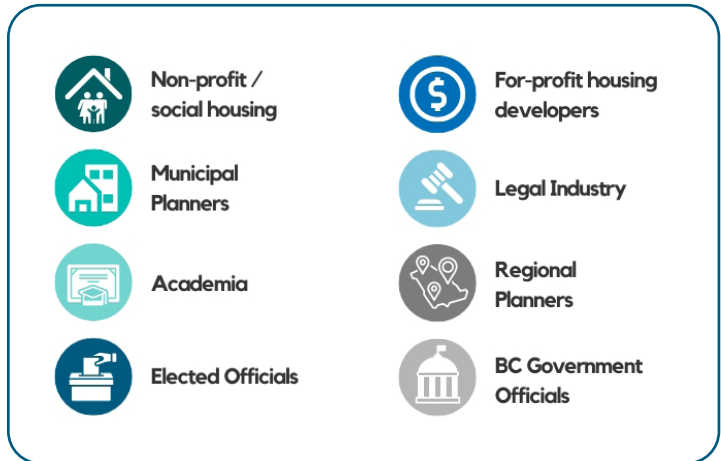 Non-profit /
social housing
For-profit housing
developers
Municipal
Planners
Legal Industry
Academia
Regional
Planners
Elected Officials
BC Government
Officials